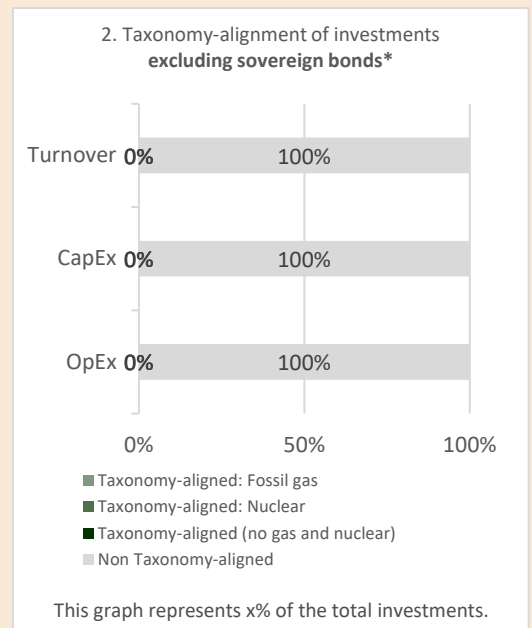 2. Taxonomy-alignment of investments
excluding sovereign bonds*
Turnover 0% 100%
CapEx 0% 100%
OpEx 0% 100%
0% 50% 100%
Taxonomy-aligned: Fossil gas
Taxonomy-aligned: Nuclear
Taxonomy-aligned (no gas and nuclear)
Non Taxonomy-aligned
This graph represents x% of the total investments.